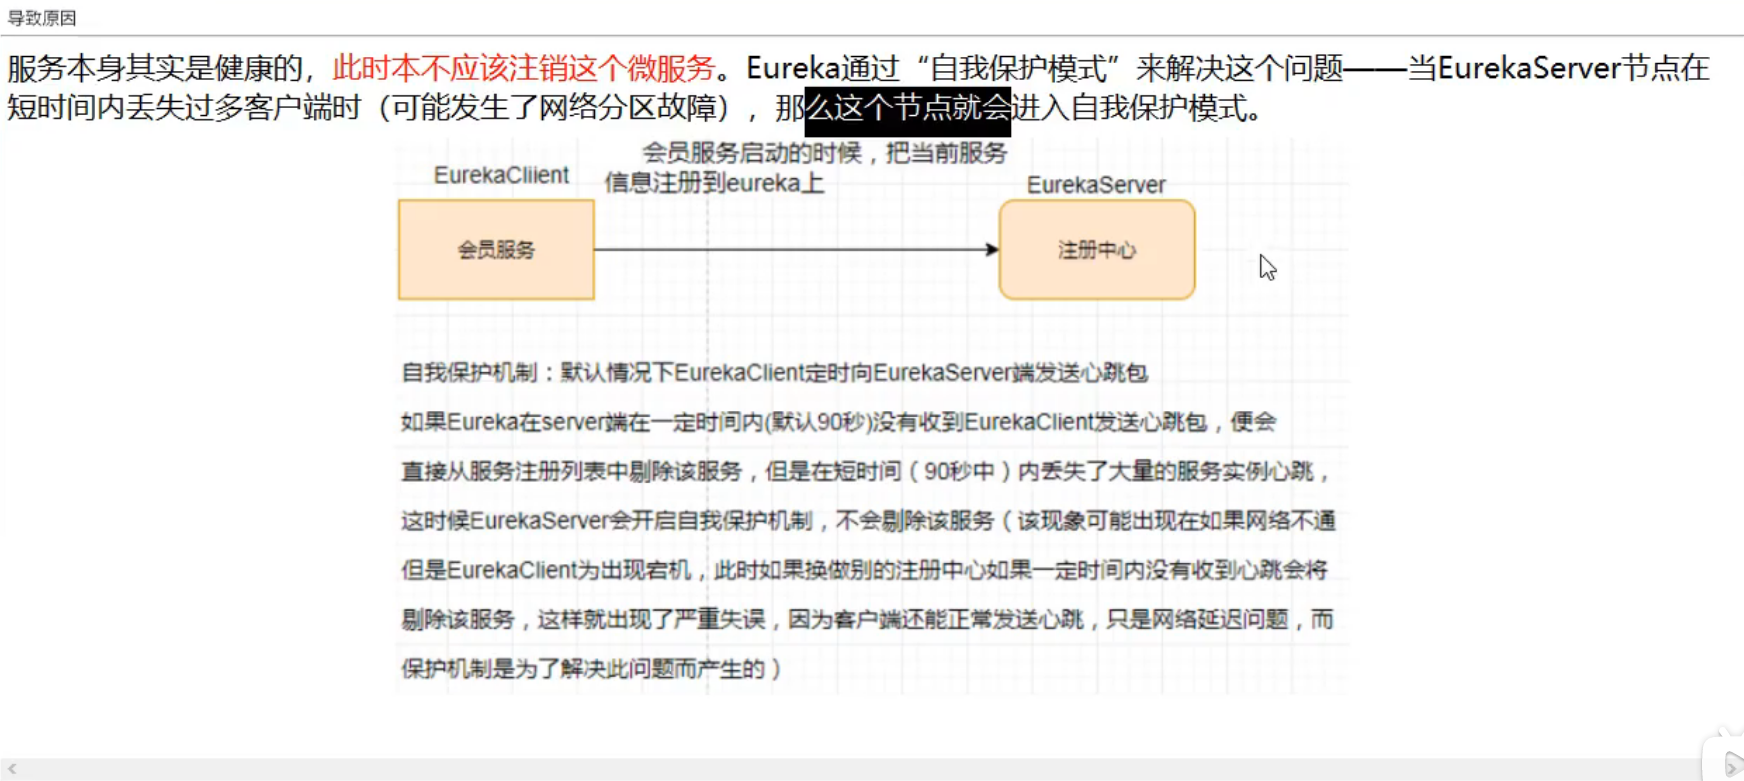 导致原因
服务本身其实是健康的，此时本不应该注销这个微服务。Eureka通过“自我保护模式”来解决这个问题——当EurekaServer节点在
短时间内丢失过多客户端时（可能发生了网络分区故障），那么这个节点就会进入自我保护模式。
会员服务启动的时候，把当前服务
信息注册到eureka上
EurekaCliient
EurekaServer
会员服务
注册中心
自我保护机制：默认情况下EurekaClient定时向EurekaServer端发送心跳包
如果Eureka在server端在一定时间内(默认90秒)没有收到EurekaClient发送心跳包，便会
直接从服务注册列表中剔除该服务，但是在短时间（90秒中）内丢失了大量的服务实例心跳，
这时候EurekaServer会开启自我保护机制，不会剔除该服务（该现象可能出现在如果网络不通
但是EurekaClient为出现宕机，此时如果换做别的注册中心如果一定时间内没有收到心跳会将
剔除该服务，这样就出现了严重失误，因为客户端还能正常发送心跳，只是网络延迟问题，而
保护机制是为了解决此问题而产生的）